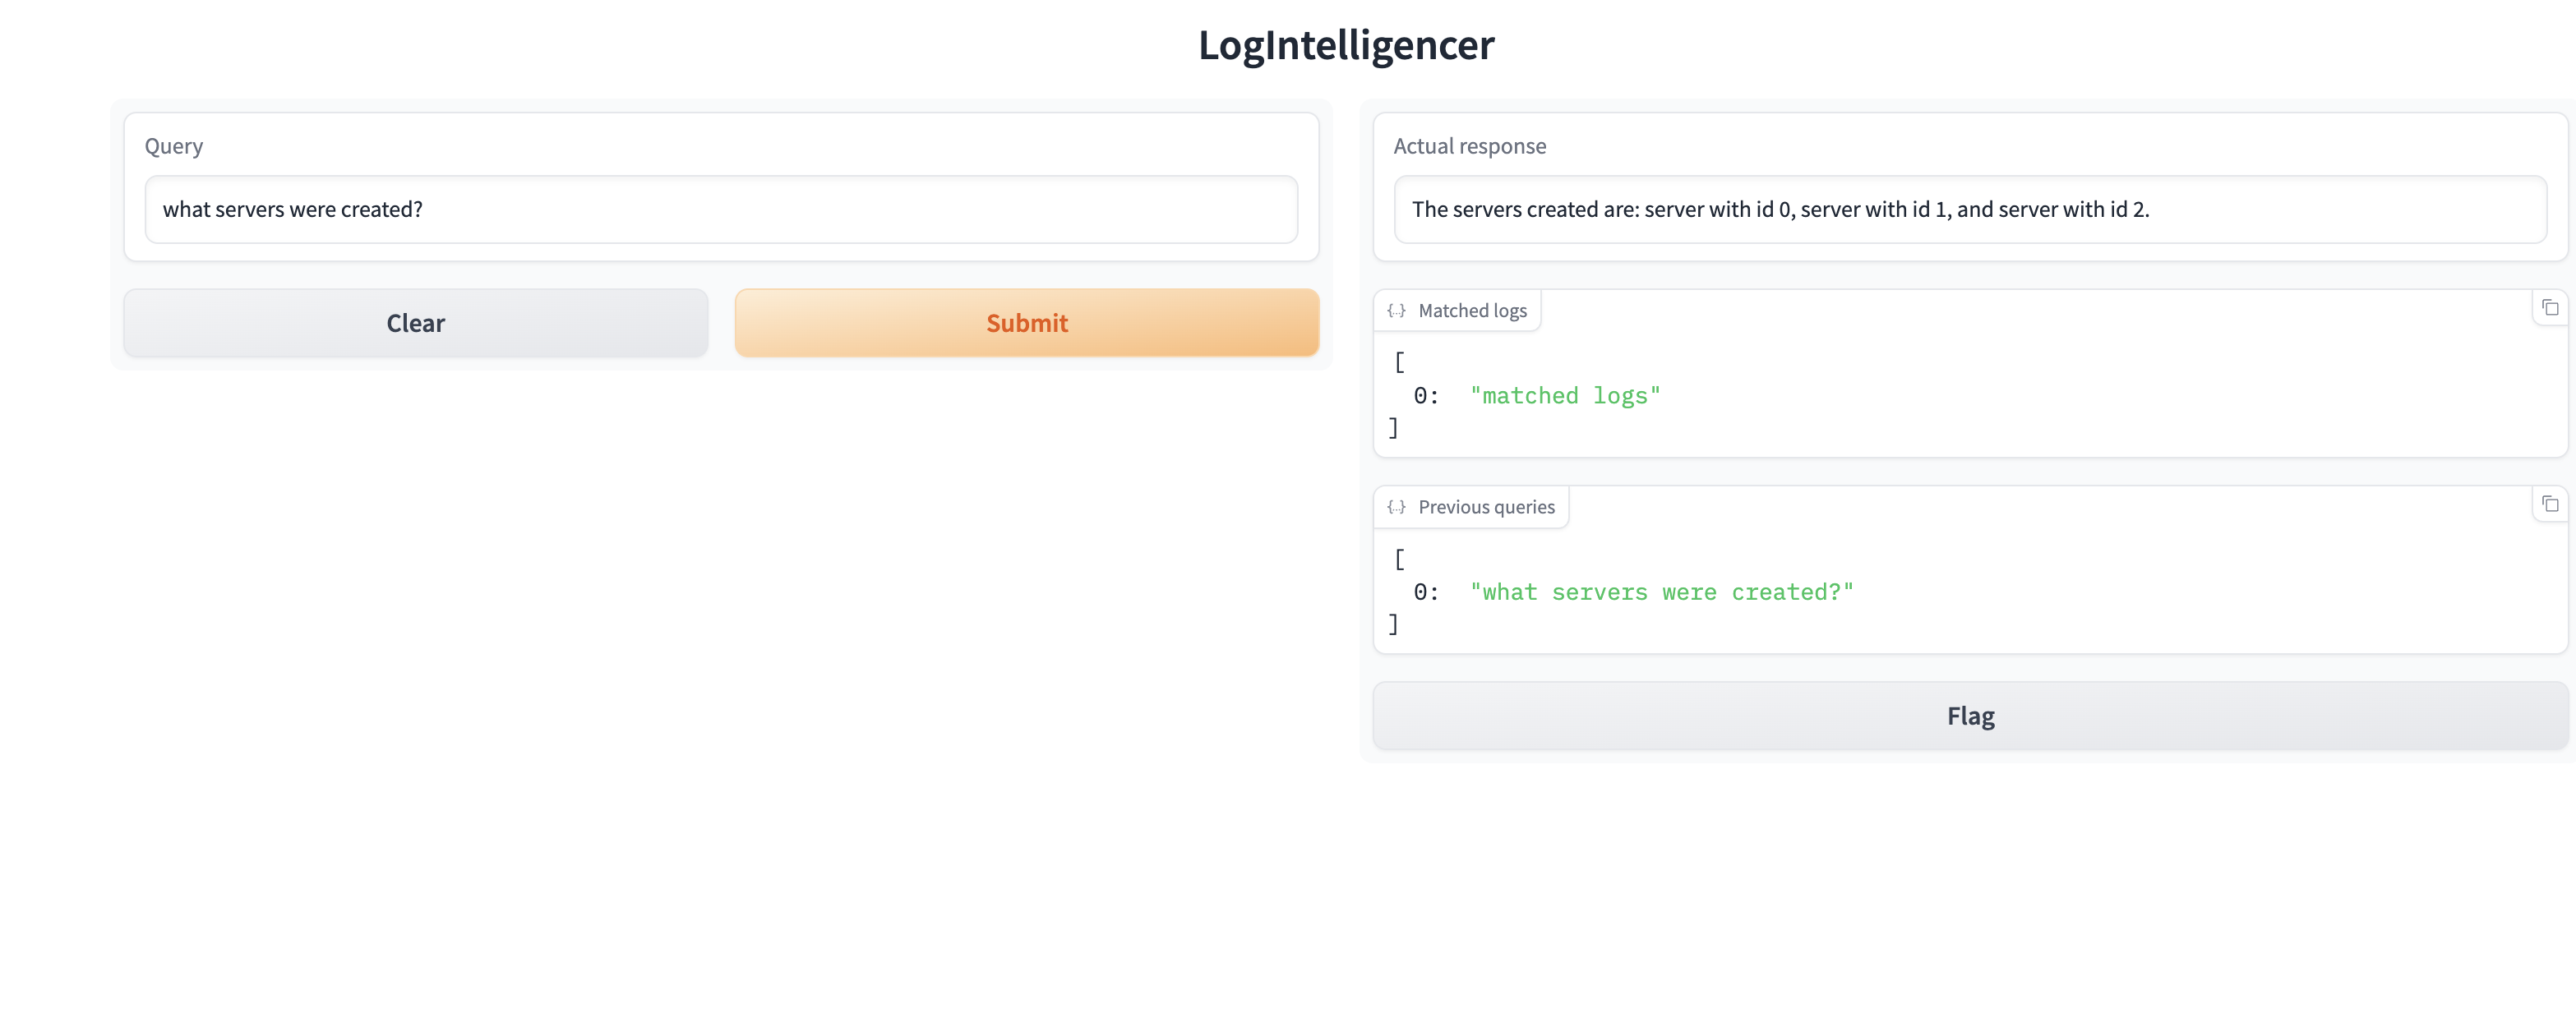 LogIntelligencer
Query
what servers were created?
Clear
Submit
Actual response
The servers created are: server with id 0, server with id 1, and server with id 2.
{..} Matched logs
[
0: "matched logs"
]
{..} Previous queries
[
0: "what servers were created?"
]
Flag